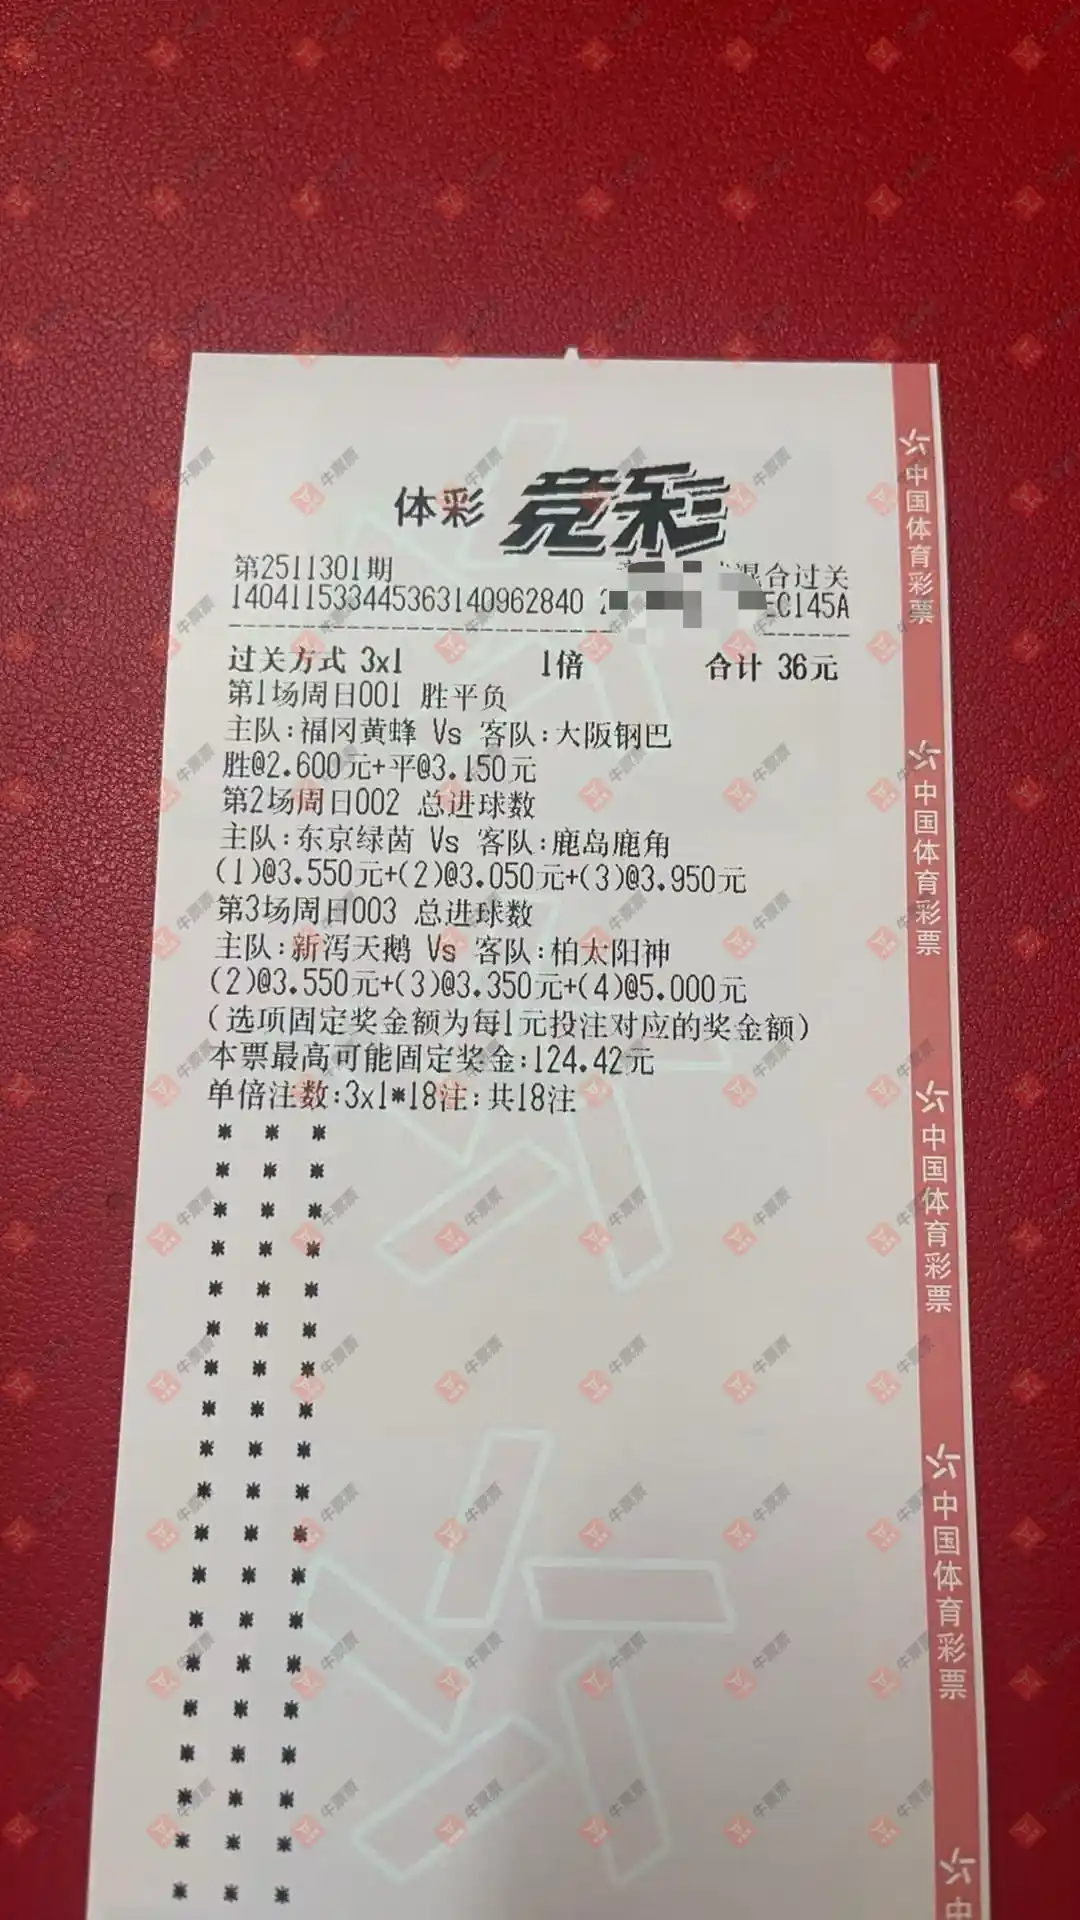 体彩 竞彩
第2511301期 混合过关
140411533445363140962840 EC145A
过关方式 3x1 1倍 合计 36元
第1场周日001 胜平负
主队:福冈黄蜂 Vs 客队:大阪钢巴
胜@2.600元+平@3.150元
第2场周日002 总进球数
主队:东京绿茵 Vs 客队:鹿岛鹿角
(1)@3.550元+(2)@3.050元+(3)@3.950元
第3场周日003 总进球数
主队:新泻天鹅 Vs 客队:柏太阳神
(2)@3.550元+(3)@3.350元+(4)@5.000元
(选项固定奖金额为每1元投注对应的奖金额)
本票最高可能固定奖金:124.42元
单倍注数:3x1*18注:共18注
中国体育彩票
中国体育彩票
中国体育彩票
中国体育彩票
中
牛票票